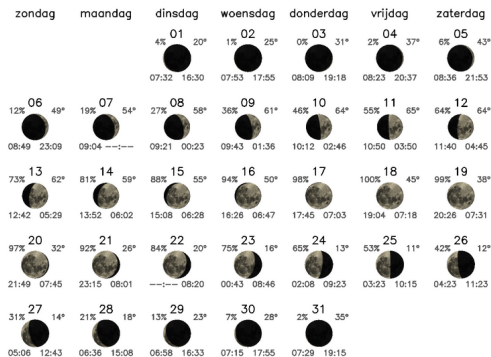 zondag maandag dinsdag woensdag donderdag vrijdag zaterdag
01 02 03 04 05
4% 20° 1% 25° 0% 31° 2% 37° 6% 43°
07:32 16:30 07:53 17:55 08:09 19:18 08:23 20:37 08:36 21:53
06 07 08 09 10 11 12
12% 49° 19% 54° 27% 58° 36% 61° 46% 64° 55% 65° 64% 64°
08:49 23:09 09:04 --:-- 09:21 00:23 09:43 01:36 10:12 02:46 10:50 03:50 11:40 04:45
13 14 15 16 17 18 19
73% 62° 81% 59° 88% 55° 94% 50° 98% 100% 45° 99% 38°
12:42 05:29 13:52 06:02 15:08 06:28 16:26 06:47 17:45 07:03 19:04 07:18 20:26 07:31
20 21 22 23 24 25 26
97% 32° 92% 26° 84% 20° 75% 16° 65% 13° 53% 11° 42% 12°
21:49 07:45 23:15 08:01 --:-- 08:20 00:43 08:46 02:08 09:23 03:23 10:15 04:23 11:23
27 28 29 30 31
31% 14° 21% 18° 13% 23° 7% 28° 2% 35°
05:06 12:43 06:36 15:08 06:58 16:33 07:15 17:55 07:29 19:15